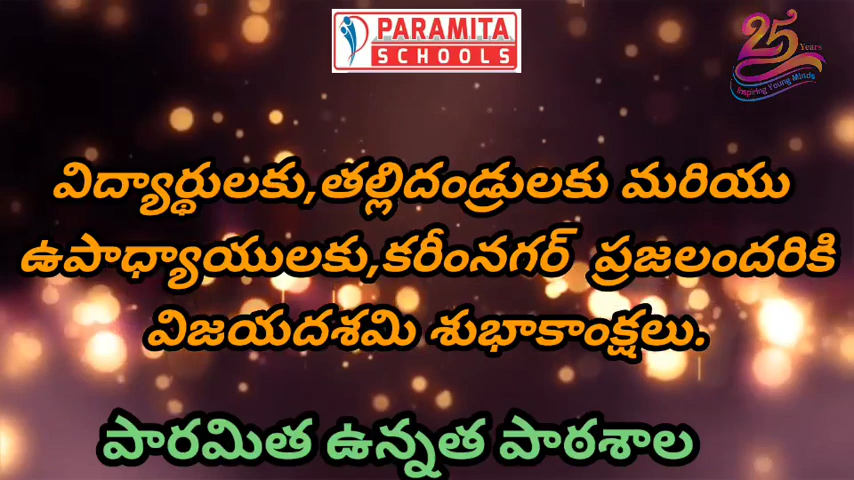 PARAMITA
SCHOOLS
25 Years
Inspiring Young Minds
విద్యార్థులకు,తల్లిదండ్రులకు మరియు
ఉపాధ్యాయులకు,కరీంనగర్ ప్రజలందరికి
విజయదశమి శుభాకాంక్షలు.
పారమిత ఉన్నత పాఠశాల